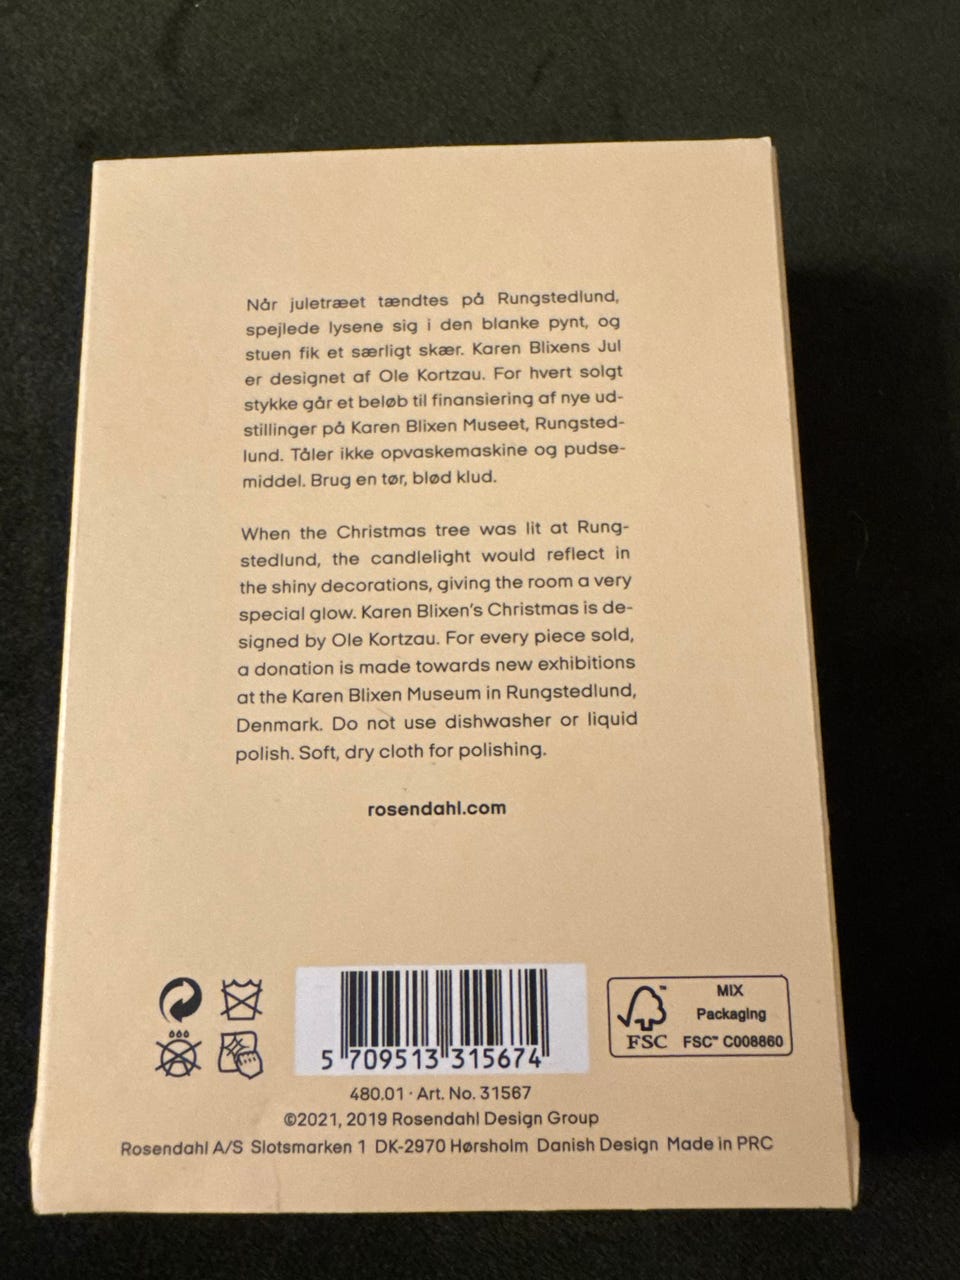 Når juletræet tændtes på Rungstedlund,
spejlede lysene sig i den blanke pynt, og
stuen fik et særligt skær. Karen Blixens Jul
er designet af Ole Kortzau. For hvert solgt
stykke går et beløb til finansiering af nye ud-
stillinger på Karen Blixen Museet, Rungsted-
lund. Tåler ikke opvaskemaskine og pudse-
middel. Brug en tør, blød klud.
When the Christmas tree was lit at Rung-
stedlund, the candlelight would reflect in
the shiny decorations, giving the room a very
special glow. Karen Blixen's Christmas is de-
signed by Ole Kortzau. For every piece sold,
a donation is made towards new exhibitions
at the Karen Blixen Museum in Rungstedlund,
Denmark. Do not use dishwasher or liquid
polish. Soft, dry cloth for polishing.
rosendahl.com
5 709513 315674
FSC™
MIX
Packaging
FSC™ C008860
480.01 · Art. No. 31567
©2021, 2019 Rosendahl Design Group
Rosendahl A/S Slotsmarken 1 DK-2970 Hørsholm Danish Design Made in PRC